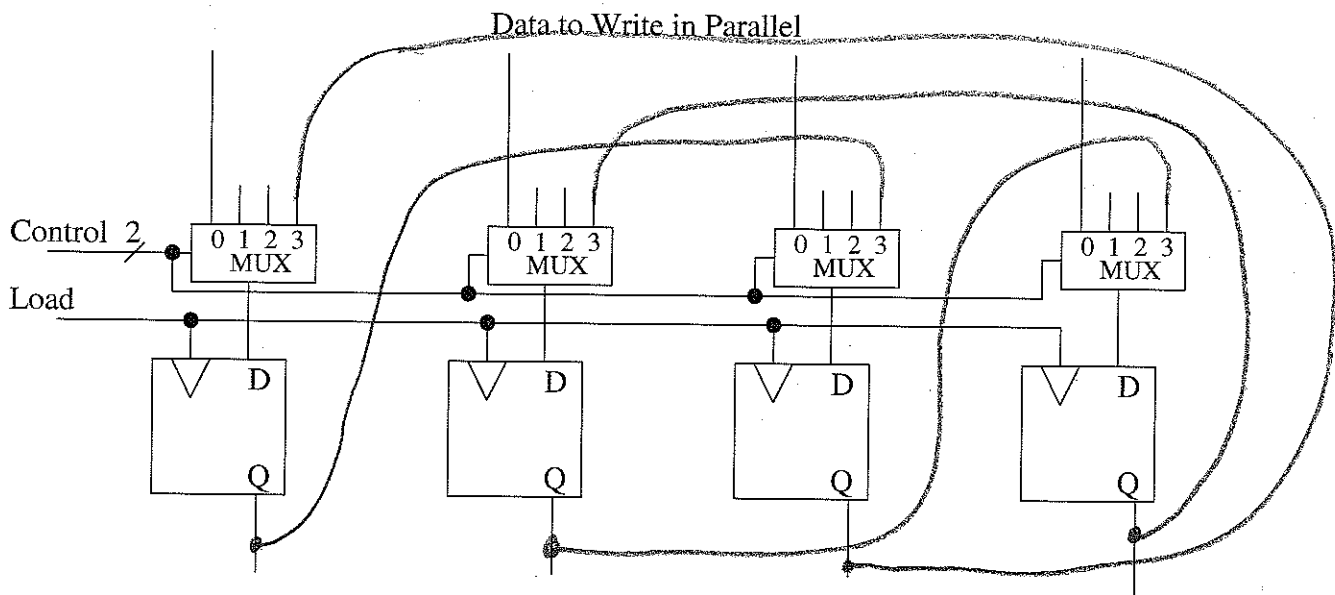 Data to Write in Parallel
Control 2
0 1 2 3
MUX
0 1 2 3
MUX
0 1 2 3
MUX
0 1 2 3
MUX
Load
D
Q
D
Q
D
Q
D
Q